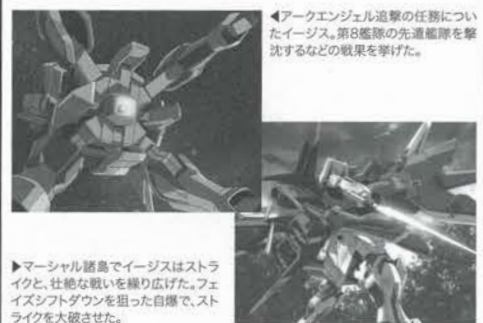 ◀アークエンジェル追撃の任務につい
たイージス。第8艦隊の先遣艦隊を撃
沈するなどの戦果を挙げた。
▶マーシャル諸島でイージスはストラ
イクと、壮絶な戦いを繰り広げた。フェ
イズシフトダウンを狙った自爆で、スト
ライクを大破させた。